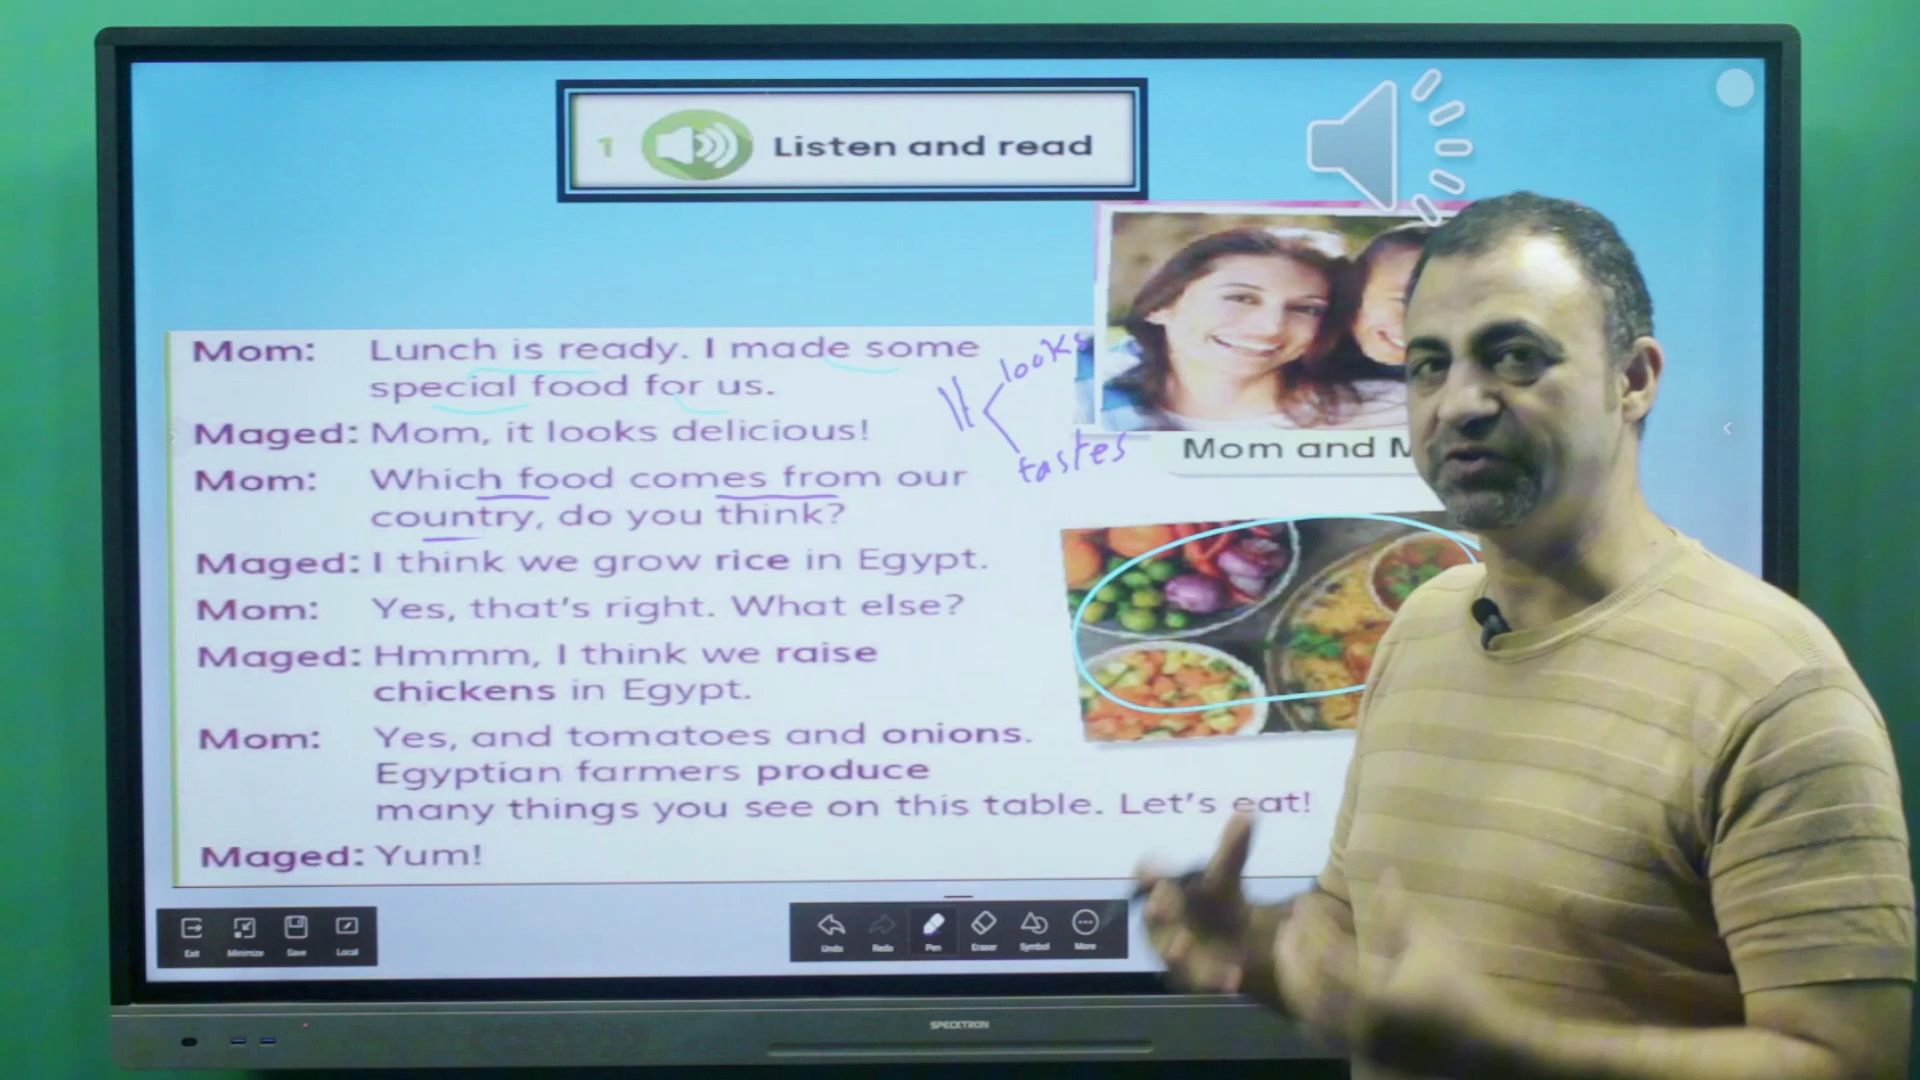 1 Listen and read
Mom: Lunch is ready. I made some
special food for us.
Maged: Mom, it looks delicious!
Mom: Which food comes from our
country, do you think?
Maged: I think we grow rice in Egypt.
Mom: Yes, that's right. What else?
Maged: Hmmm, I think we raise
chickens in Egypt.
Mom: Yes, and tomatoes and onions.
Egyptian farmers produce
many things you see on this table. Let's eat!
Maged: Yum!
It looks
tastes
Mom and M
Exit Minimize Save Local
Undo Redo Pen Eraser Symbol More
SPECKTRON